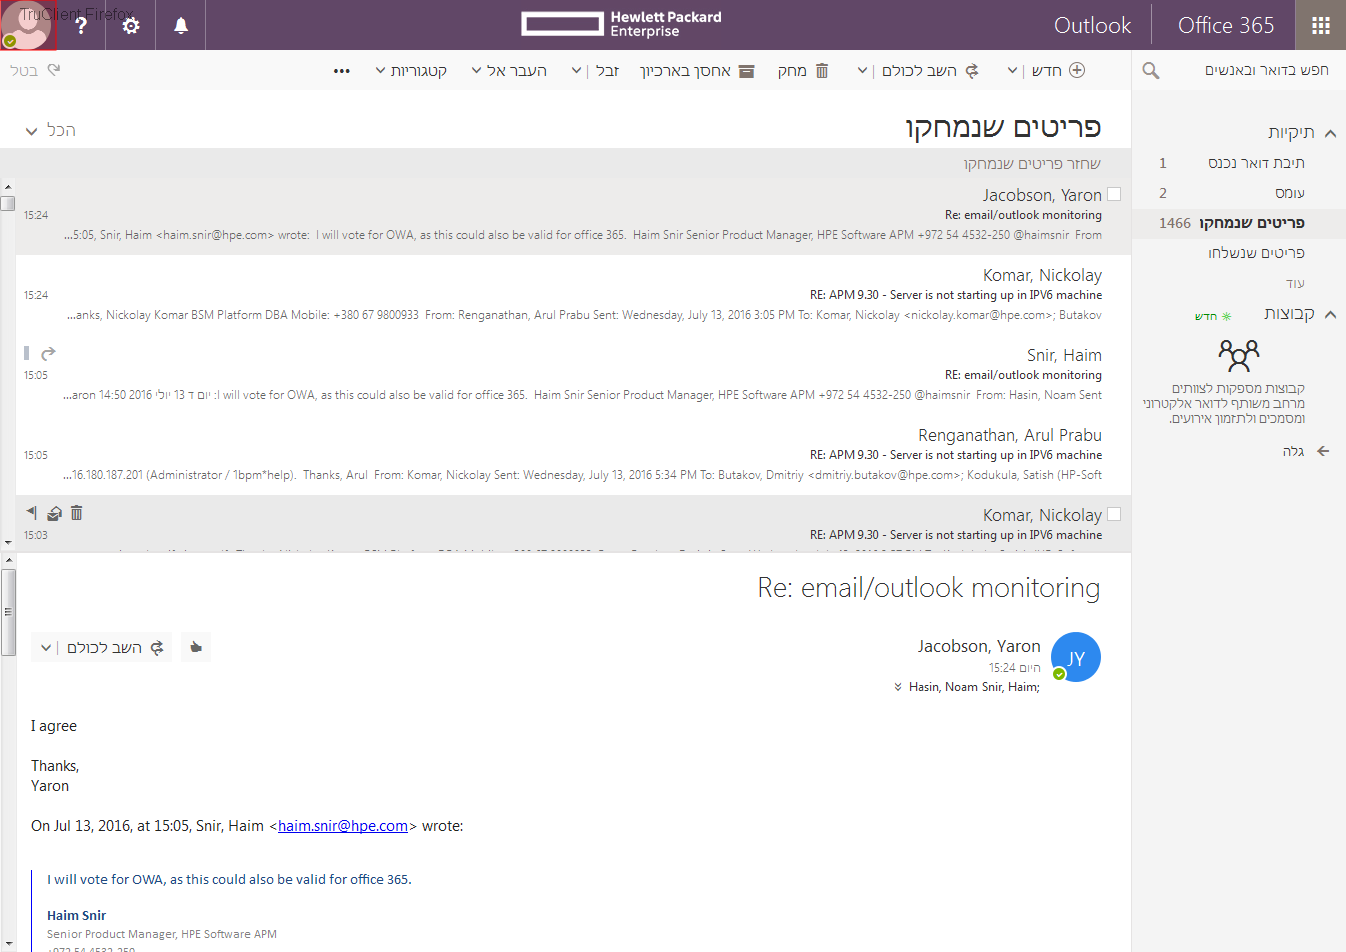 TruClient Firefox
?
Hewlett Packard
Enterprise
Outlook
Office 365
חפש בדואר ובאנשים
חדש
השב לכולם
מחק
אחסן בארכיון
זבל
העבר אל
קטגוריות
•••
בטל
תיקיות
תיבת דואר נכנס 1
עומס 2
פריטים שנמחקו 1466
פריטים שנשלחו
עוד
קבוצות
חדש
קבוצות מספקות לצוותים
מרחב משותף לדואר אלקטרוני
ומסמכים ולתזמון אירועים.
גלה
פריטים שנמחקו
הכל
שחזר פריטים שנמחקו
Jacobson, Yaron
Re: email/outlook monitoring
15:24
...5:05, Snir, Haim <haim.snir@hpe.com> wrote: I will vote for OWA, as this could also be valid for office 365. Haim Snir Senior Product Manager, HPE Software APM +972 54 4532-250 @haimsnir From
Komar, Nickolay
RE: APM 9.30 - Server is not starting up in IPV6 machine
15:24
...anks, Nickolay Komar BSM Platform DBA Mobile: +380 67 9800933 From: Renganathan, Arul Prabu Sent: Wednesday, July 13, 2016 3:05 PM To: Komar, Nickolay <nickolay.komar@hpe.com>; Butakov
Snir, Haim
RE: email/outlook monitoring
15:05
...aron 14:50 2016 יום ד 13 יולי :I will vote for OWA, as this could also be valid for office 365. Haim Snir Senior Product Manager, HPE Software APM +972 54 4532-250 @haimsnir From: Hasin, Noam Sent
Renganathan, Arul Prabu
RE: APM 9.30 - Server is not starting up in IPV6 machine
15:05
...16.180.187.201 (Administrator / 1bpm*help). Thanks, Arul From: Komar, Nickolay Sent: Wednesday, July 13, 2016 5:34 PM To: Butakov, Dmitriy <dmitriy.butakov@hpe.com>; Kodukula, Satish (HP-Soft
Komar, Nickolay
RE: APM 9.30 - Server is not starting up in IPV6 machine
15:03
Re: email/outlook monitoring
JY
Jacobson, Yaron
היום 15:24
Hasin, Noam Snir, Haim;
השב לכולם
I agree
Thanks,
Yaron
On Jul 13, 2016, at 15:05, Snir, Haim <haim.snir@hpe.com> wrote:
I will vote for OWA, as this could also be valid for office 365.
Haim Snir
Senior Product Manager, HPE Software APM
+972 54 4532-250